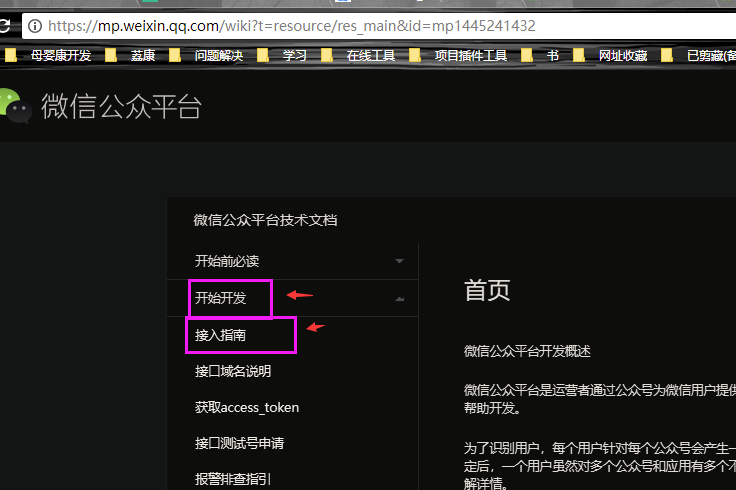 https://mp.weixin.qq.com/wiki?t=resource/res_main&id=mp1445241432
母婴康开发 荔康 问题解决 学习 在线工具 项目插件工具 书 网址收藏 已剪藏(备
微信公众平台
微信公众平台技术文档
开始前必读
开始开发
接入指南
接口域名说明
获取access_token
接口测试号申请
报警排查指引
首页
微信公众平台开发概述
微信公众平台是运营者通过公众号为微信用户提供
帮助开发。
为了识别用户，每个用户针对每个公众号会产生一
定后，一个用户虽然对多个公众号和应用有多个不
解详情。